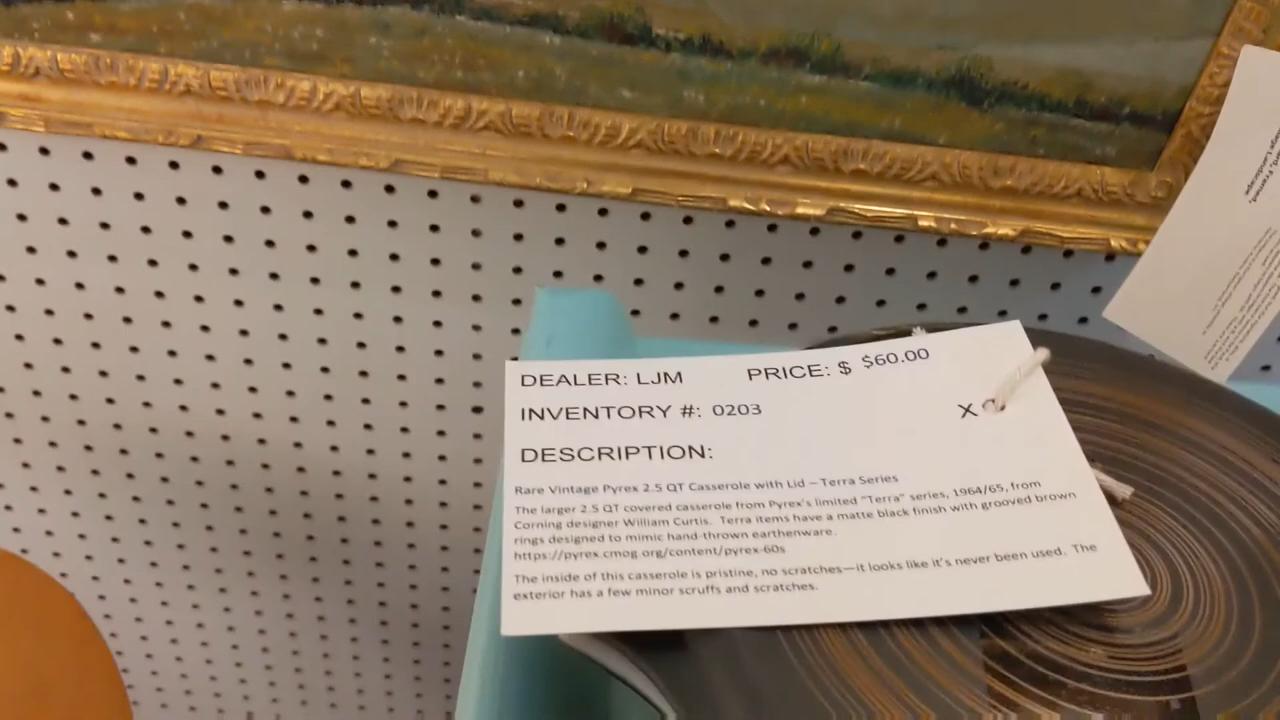 DEALER: LJM PRICE: $ $60.00
INVENTORY #: 0203
X
DESCRIPTION:
Rare Vintage Pyrex 2.5 QT Casserole with Lid – Terra Series
The larger 2.5 QT covered casserole from Pyrex's limited "Terra" series, 1964/65, from
Corning designer William Curtis. Terra items have a matte black finish with grooved brown
rings designed to mimic hand-thrown earthenware.
https://pyrex.cmog.org/content/pyrex-60s
The inside of this casserole is pristine, no scratches—it looks like it's never been used. The
exterior has a few minor scruffs and scratches.
Framed,
Landscape